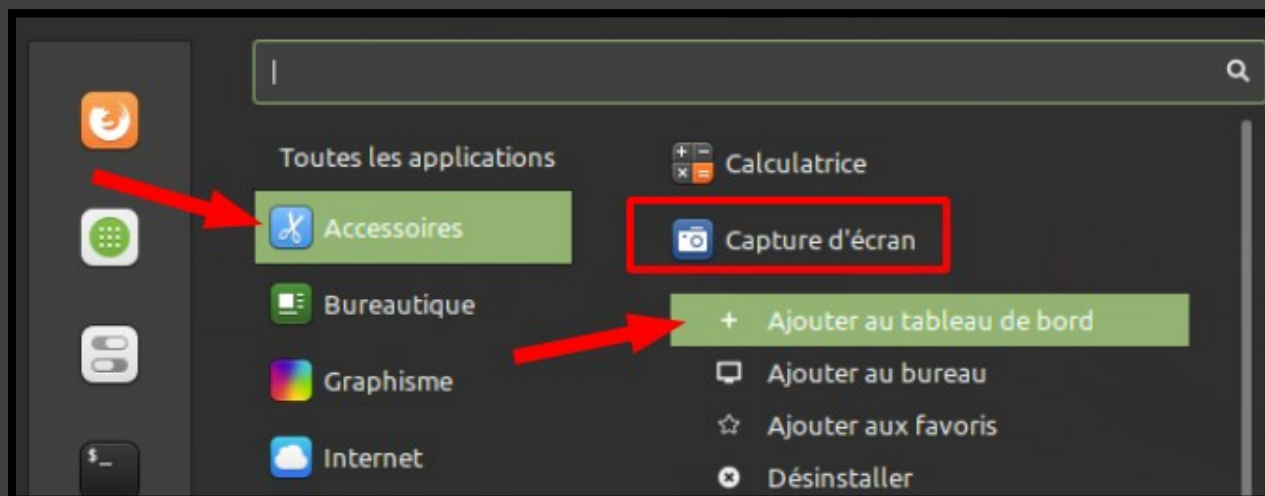 Toutes les applications
Accessoires
Bureautique
Graphisme
Internet
Calculatrice
Capture d'écran
+ Ajouter au tableau de bord
Ajouter au bureau
Ajouter aux favoris
Désinstaller
$_